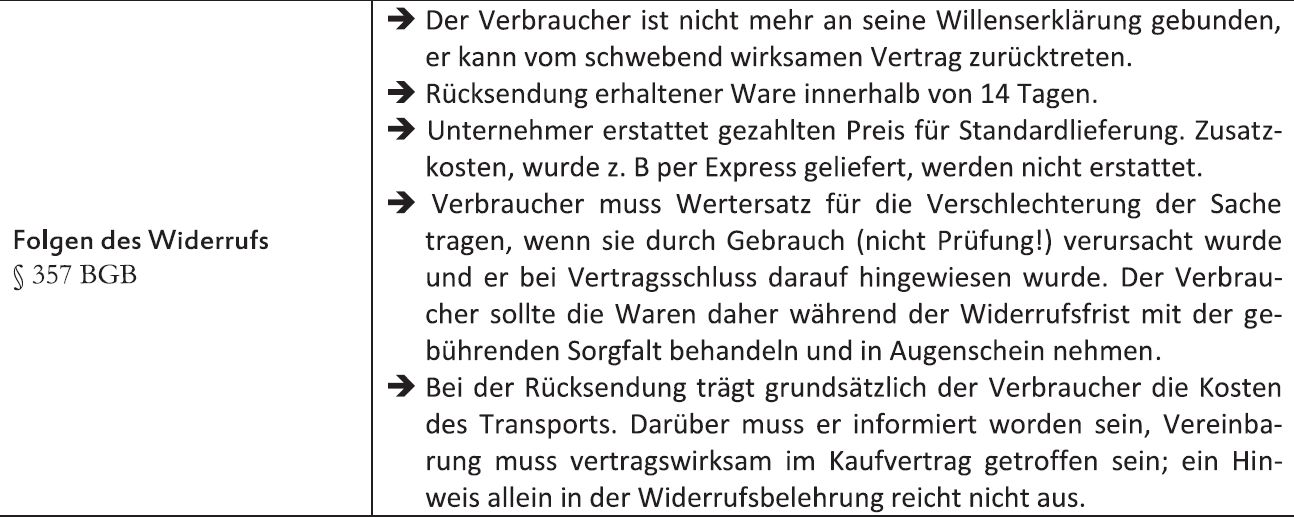 Folgen des Widerrufs
§ 357 BGB
➔ Der Verbraucher ist nicht mehr an seine Willenserklärung gebunden,
er kann vom schwebend wirksamen Vertrag zurücktreten.
➔ Rücksendung erhaltener Ware innerhalb von 14 Tagen.
➔ Unternehmer erstattet gezahlten Preis für Standardlieferung. Zusatz-
kosten, wurde z. B per Express geliefert, werden nicht erstattet.
➔ Verbraucher muss Wertersatz für die Verschlechterung der Sache
tragen, wenn sie durch Gebrauch (nicht Prüfung!) verursacht wurde
und er bei Vertragsschluss darauf hingewiesen wurde. Der Verbrau-
cher sollte die Waren daher während der Widerrufsfrist mit der ge-
bührenden Sorgfalt behandeln und in Augenschein nehmen.
➔ Bei der Rücksendung trägt grundsätzlich der Verbraucher die Kosten
des Transports. Darüber muss er informiert worden sein, Vereinba-
rung muss vertragswirksam im Kaufvertrag getroffen sein; ein Hin-
weis allein in der Widerrufsbelehrung reicht nicht aus.